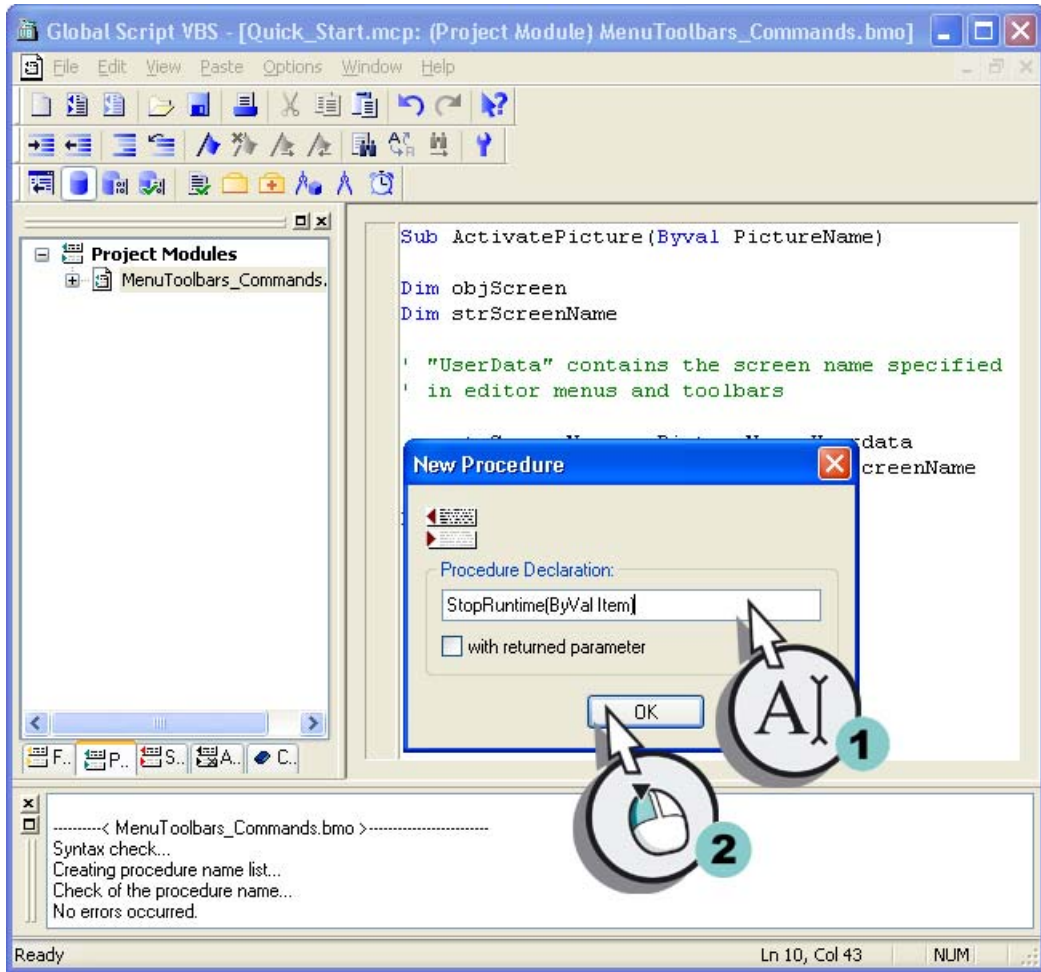 Global Script VBS - [Quick_Start.mcp: (Project Module) MenuToolbars_Commands.bmo]
File Edit View Paste Options Window Help
Project Modules
MenuToolbars_Commands.
F.. P.. S.. A.. C..
Sub ActivatePicture(Byval PictureName)
Dim objScreen
Dim strScreenName
' "UserData" contains the screen name specified
' in editor menus and toolbars
data
creenName
New Procedure
Procedure Declaration:
StopRuntime(ByVal Item)
with returned parameter
OK
A 1
2
----------< MenuToolbars_Commands.bmo >------------------------
Syntax check...
Creating procedure name list...
Check of the procedure name...
No errors occurred.
Ready Ln 10, Col 43 NUM